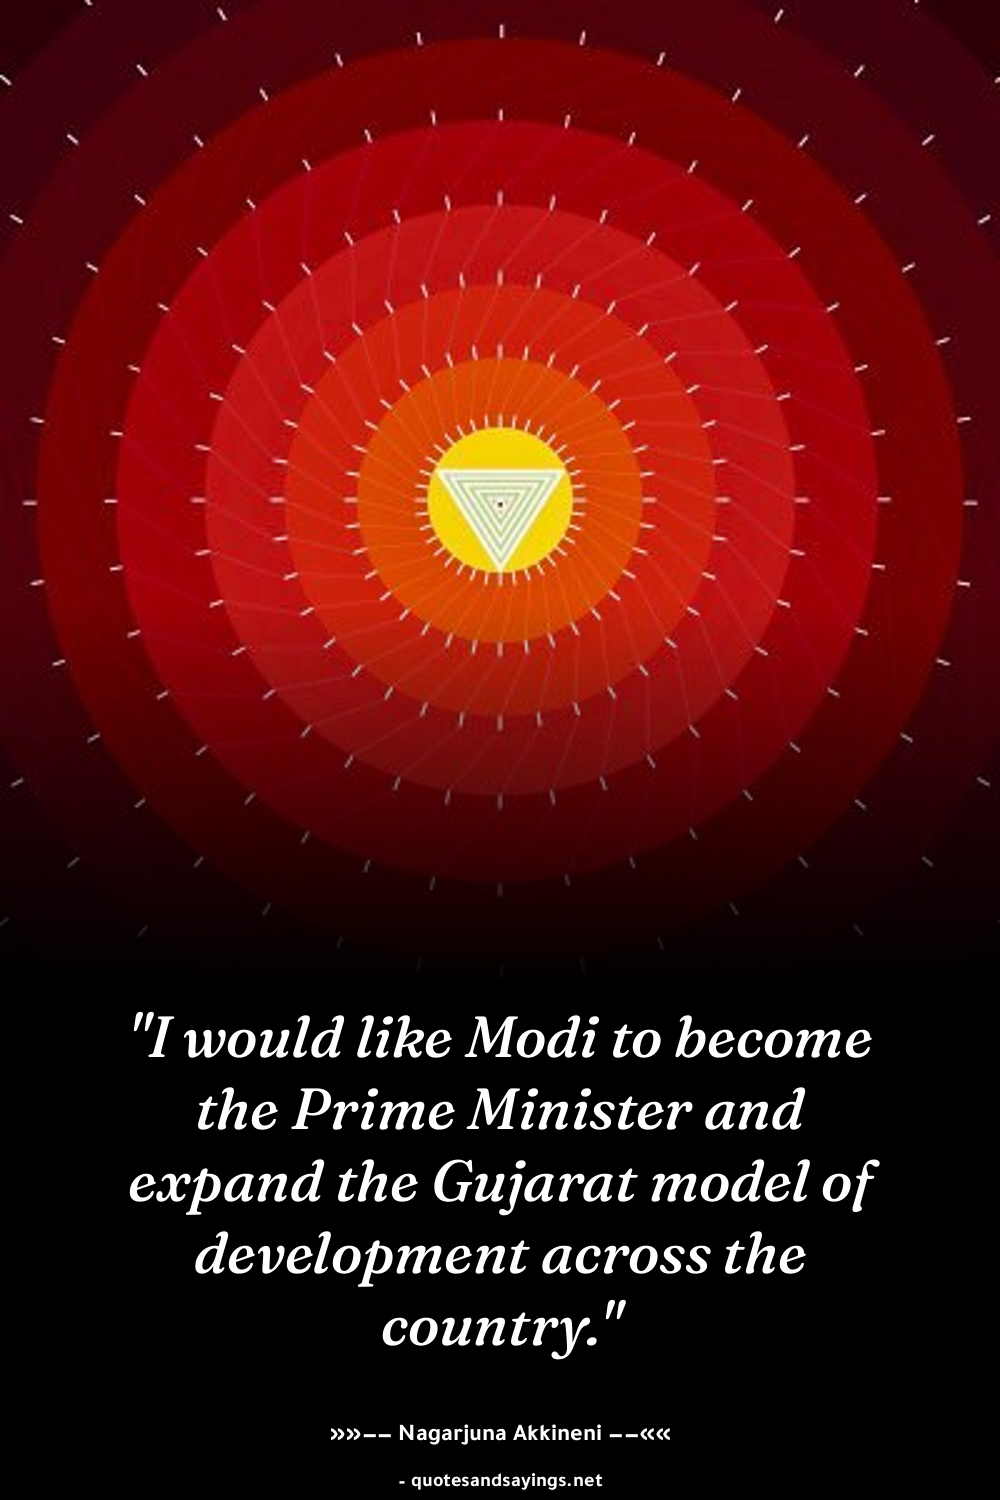 "I would like Modi to become
the Prime Minister and
expand the Gujarat model of
development across the
country."
»»−− Nagarjuna Akkineni −−««
- quotesandsayings.net